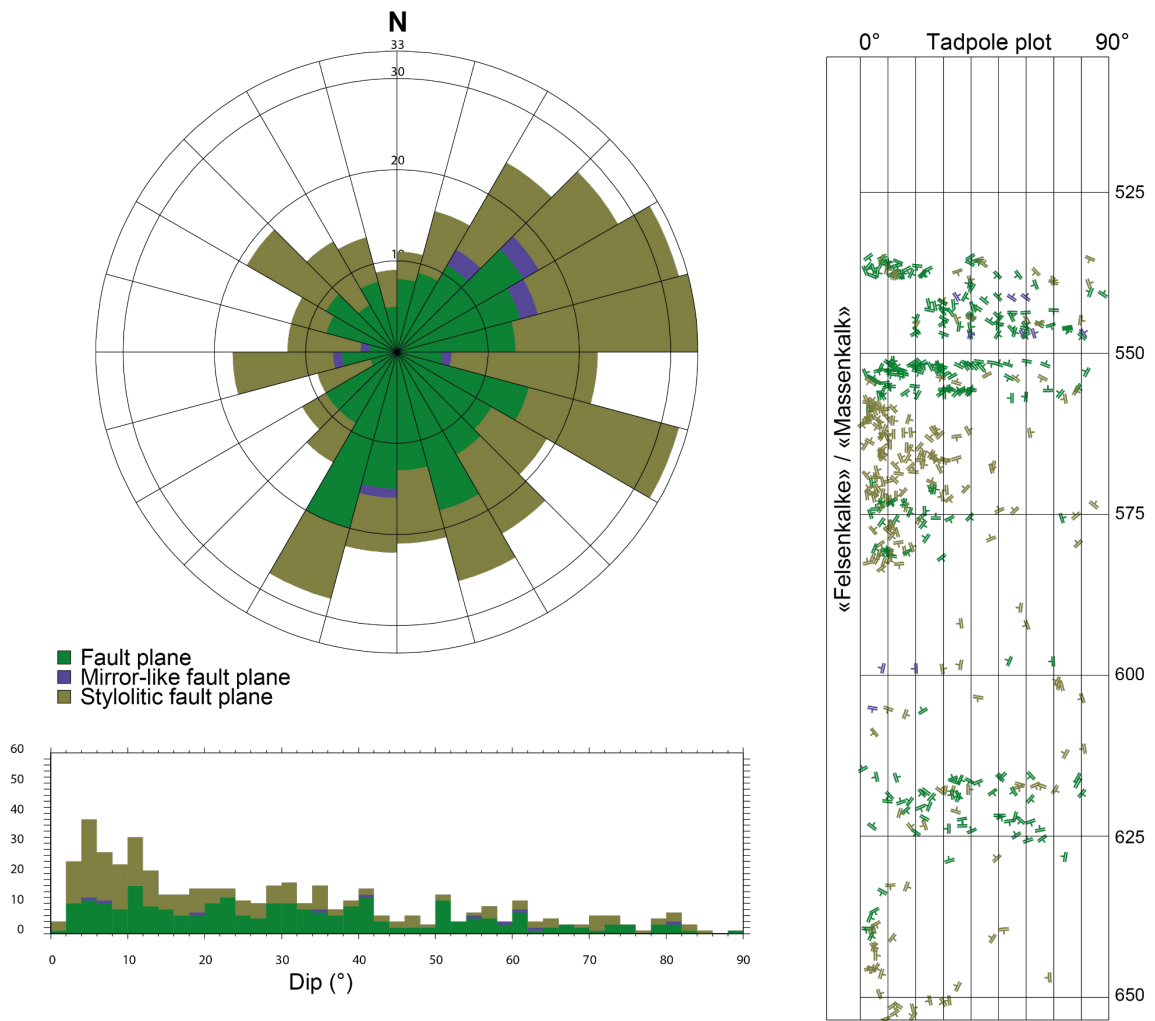 N
33
30
20
10
Fault plane
Mirror-like fault plane
Stylolitic fault plane
60
50
40
30
20
10
0
0 10 20 30 40 50 60 70 80 90
Dip (°)
0° Tadpole plot 90°
«Felsenkalke» / «Massenkalk»
525
550
575
600
625
650